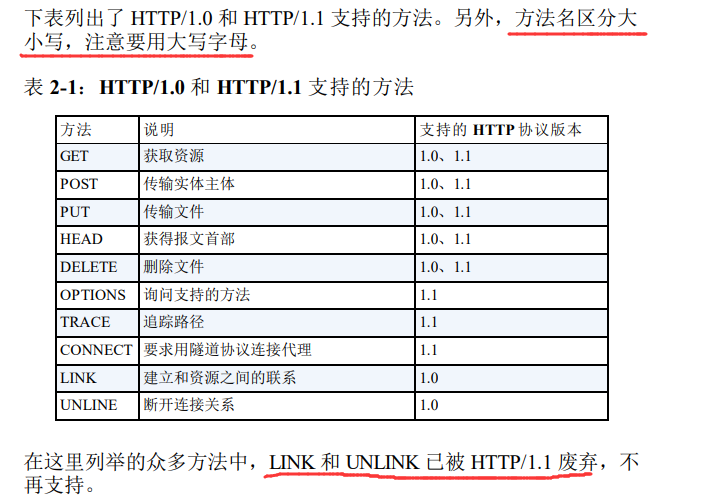 下表列出了 HTTP/1.0 和 HTTP/1.1 支持的方法。另外，方法名区分大
小写，注意要用大写字母。
表 2-1：HTTP/1.0 和 HTTP/1.1 支持的方法
方法 说明 支持的 HTTP 协议版本
GET 获取资源 1.0、1.1
POST 传输实体主体 1.0、1.1
PUT 传输文件 1.0、1.1
HEAD 获得报文首部 1.0、1.1
DELETE 删除文件 1.0、1.1
OPTIONS 询问支持的方法 1.1
TRACE 追踪路径 1.1
CONNECT 要求用隧道协议连接代理 1.1
LINK 建立和资源之间的联系 1.0
UNLINE 断开连接关系 1.0
在这里列举的众多方法中，LINK 和 UNLINK 已被 HTTP/1.1 废弃，不
再支持。